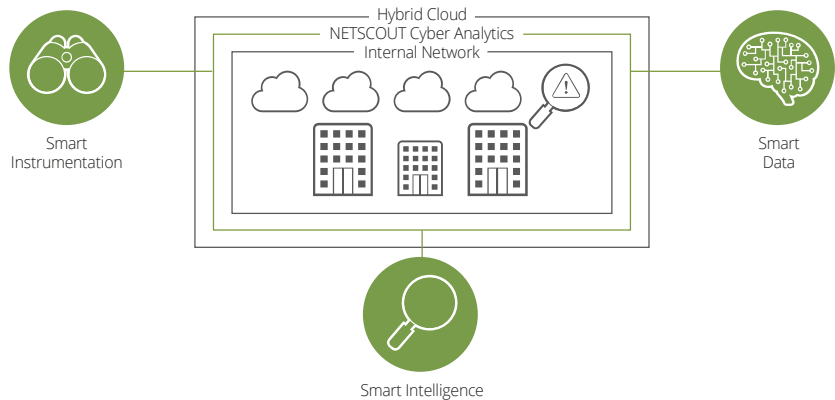 Hybrid Cloud
NETSCOUT Cyber Analytics
Internal Network
Smart
Instrumentation
Smart
Data
Smart Intelligence